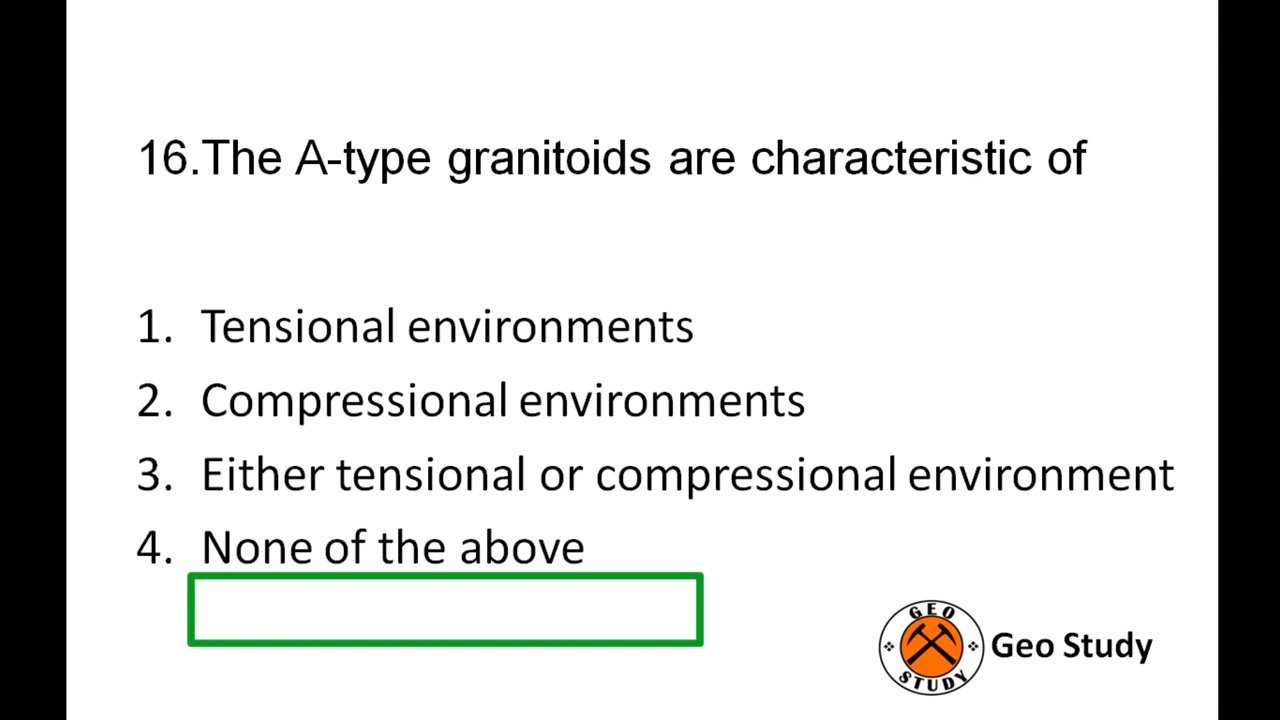 16.The A-type granitoids are characteristic of
1. Tensional environments
2. Compressional environments
3. Either tensional or compressional environment
4. None of the above
GEO
STUDY
Geo Study